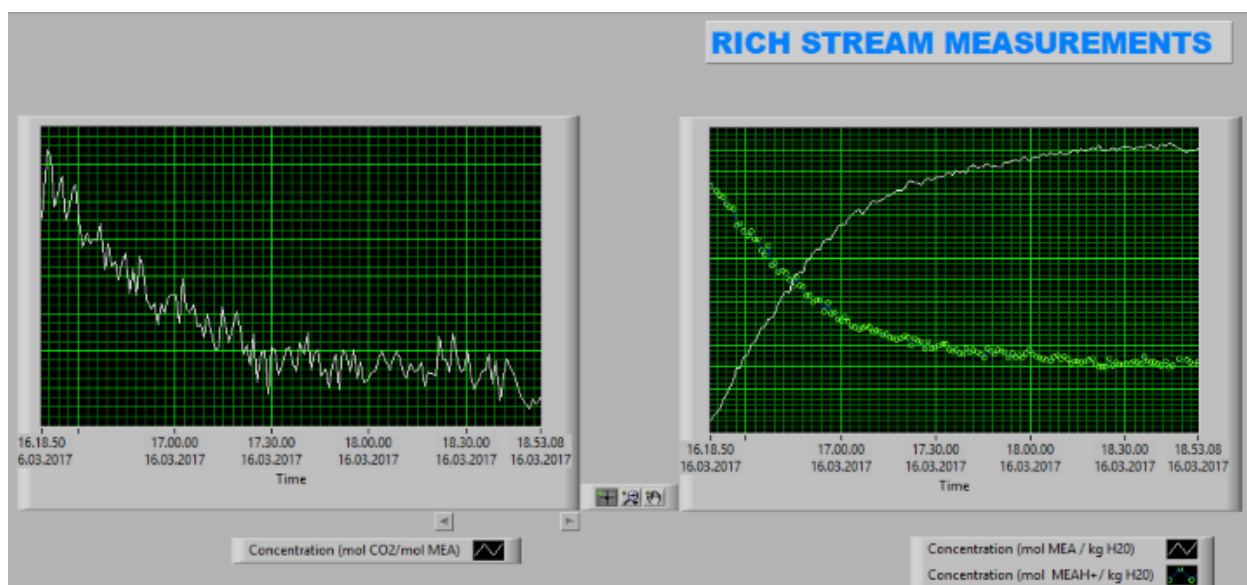 RICH STREAM MEASUREMENTS
16.18.50 17.00.00 17.30.00 18.00.00 18.30.00 18.53.08
6.03.2017 16.03.2017 16.03.2017 16.03.2017 16.03.2017 16.03.2017
Time
Concentration (mol CO2/mol MEA)
16.18.50 17.00.00 17.30.00 18.00.00 18.30.00 18.53.08
16.03.2017 16.03.2017 16.03.2017 16.03.2017 16.03.2017 16.03.2017
Time
Concentration (mol MEA / kg H20)
Concentration (mol MEAH+/ kg H20)